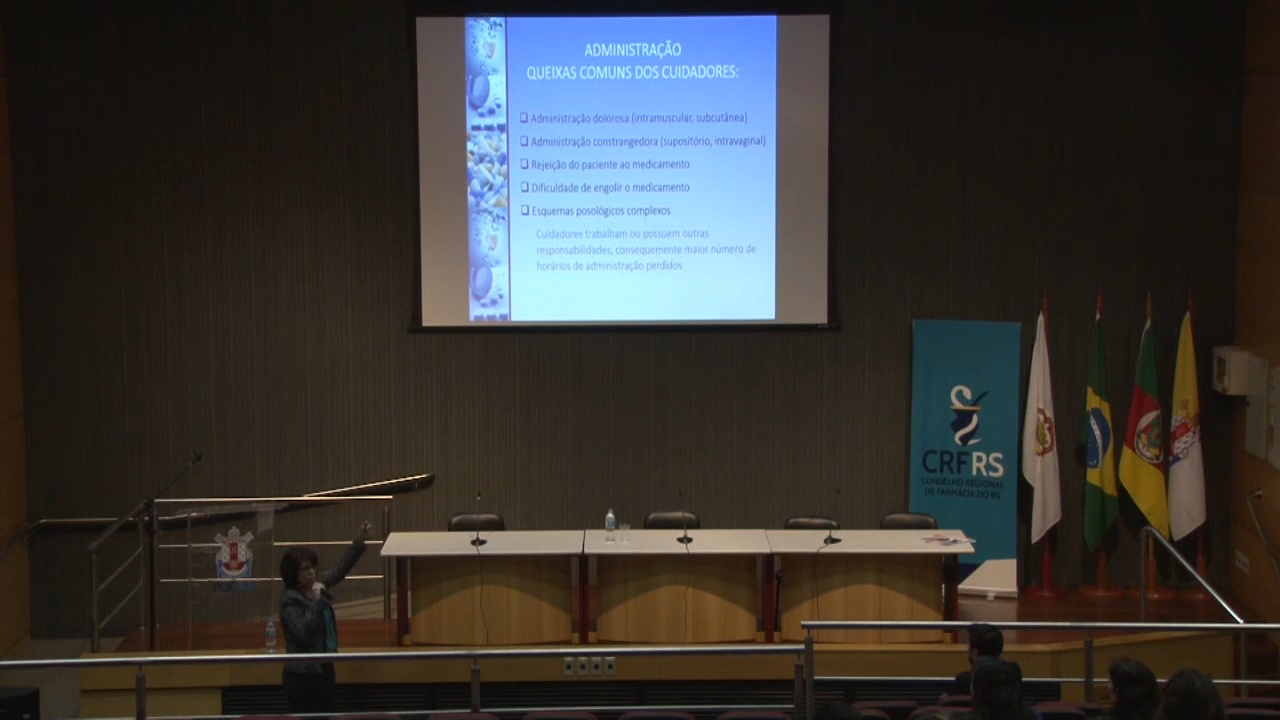 ADMINISTRAÇÃO
QUEIXAS COMUNS DOS CUIDADORES:
Administração dolorosa (intramuscular, subcutânea)
Administração constrangedora (supositório, intravaginal)
Rejeição do paciente ao medicamento
Dificuldade de engolir o medicamento
Esquemas posológicos complexos
Cuidadores trabalham ou possuem outras
responsabilidades, consequemente maior número de
horários de administração perdidos
CRFRS
CONSELHO REGIONAL
DE FARMÁCIA DO RS